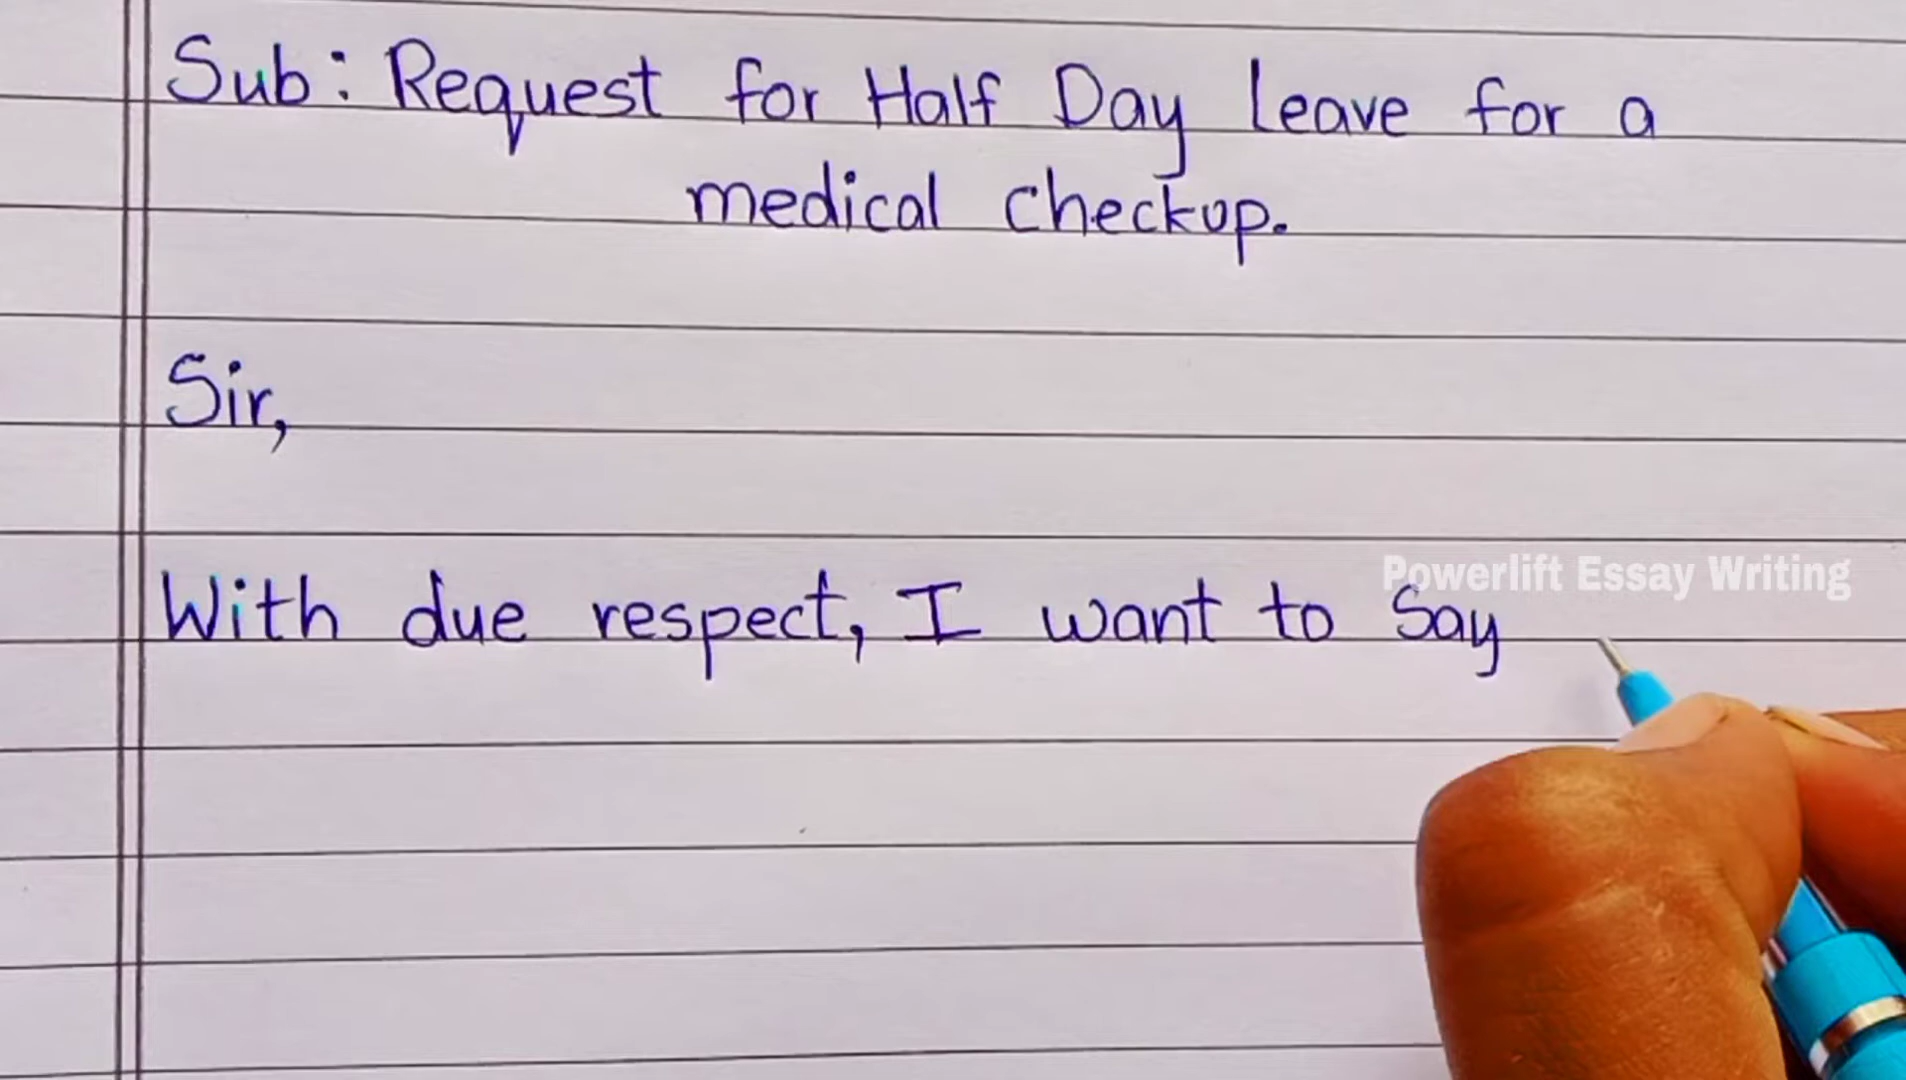 Sub: Request for Half Day leave for a
medical checkup.
Sir,
Powerlift Essay Writing
With due respect, I want to say